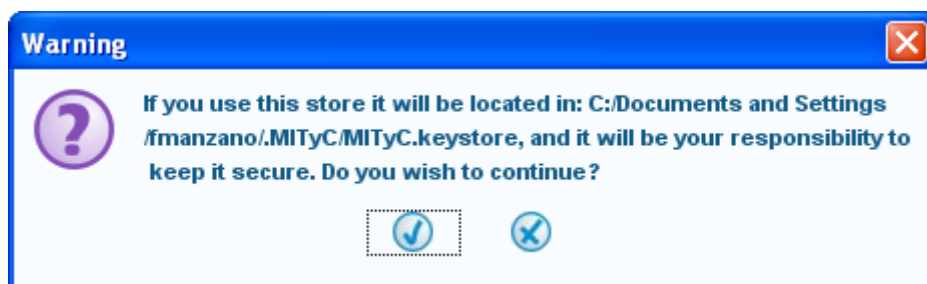 Warning
If you use this store it will be located in: C:/Documents and Settings
/fmanzano/.MITyC/MITyC.keystore, and it will be your responsibility to
keep it secure. Do you wish to continue?